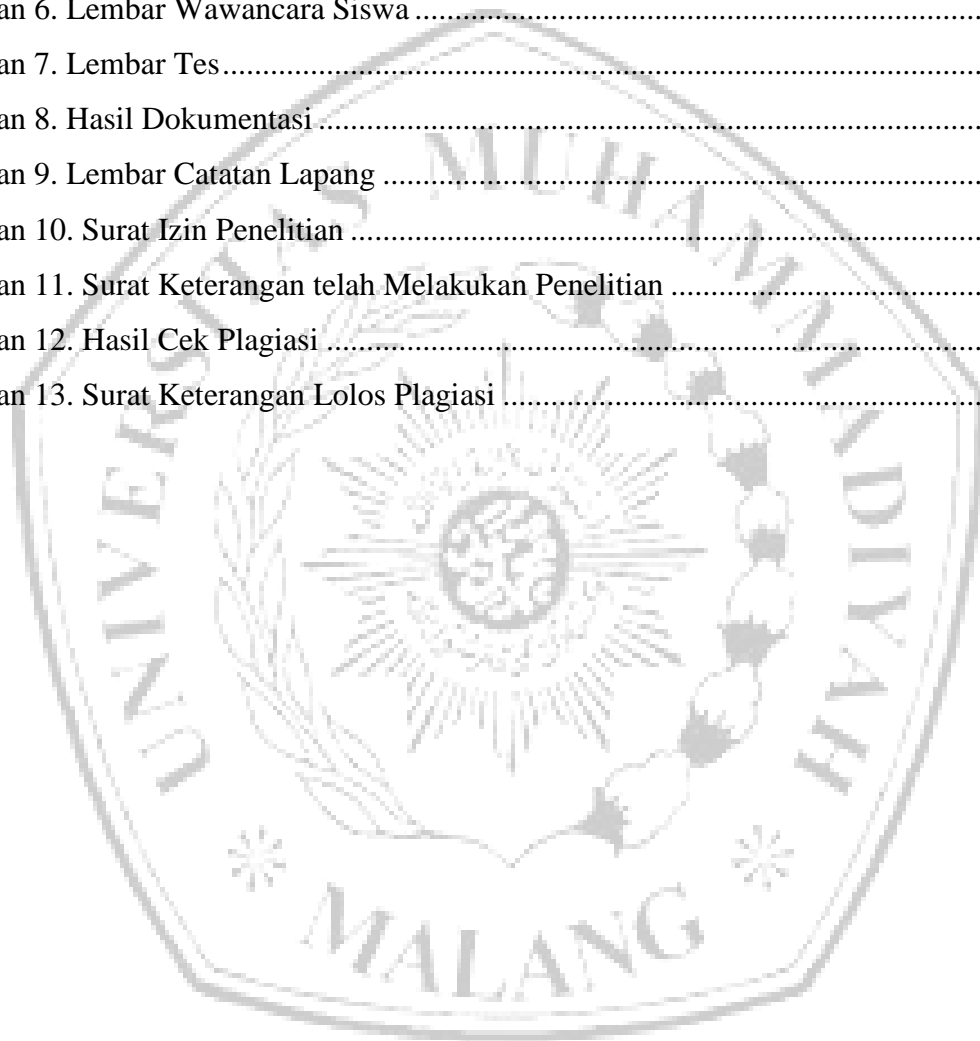 an 6. Lembar Wawancara Siswa ........................................................................
an 7. Lembar Tes................................................................................................
an 8. Hasil Dokumentasi ....................................................................................
an 9. Lembar Catatan Lapang ............................................................................
an 10. Surat Izin Penelitian ................................................................................
an 11. Surat Keterangan telah Melakukan Penelitian .......................................
an 12. Hasil Cek Plagiasi ...................................................................................
an 13. Surat Keterangan Lolos Plagiasi .............................................................
UNIVERSITAS MUHAMMADIYAH
MALANG